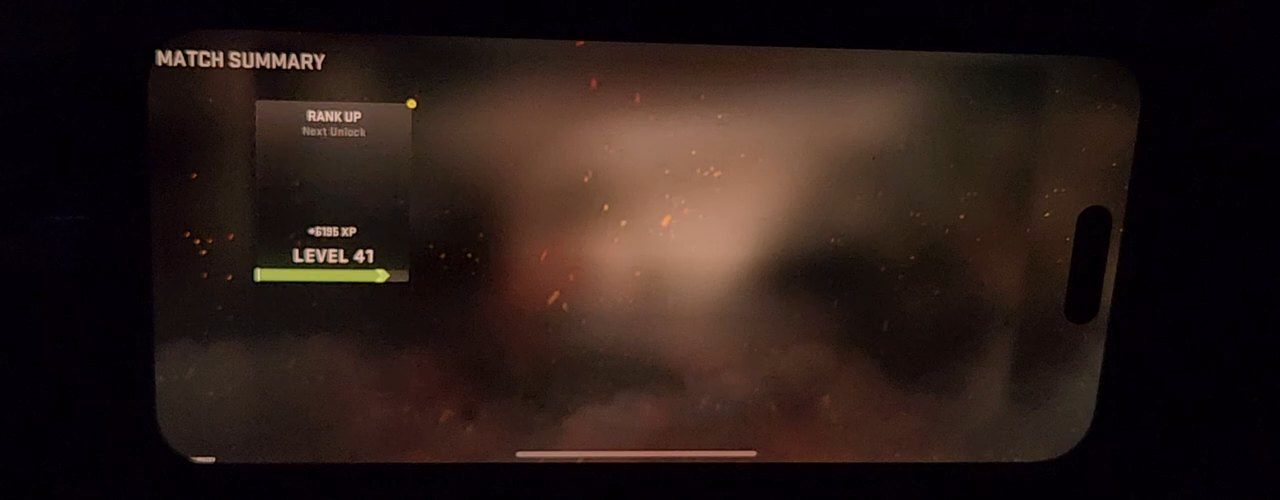 MATCH SUMMARY
RANK UP
Next Unlock
+6195 XP
LEVEL 41